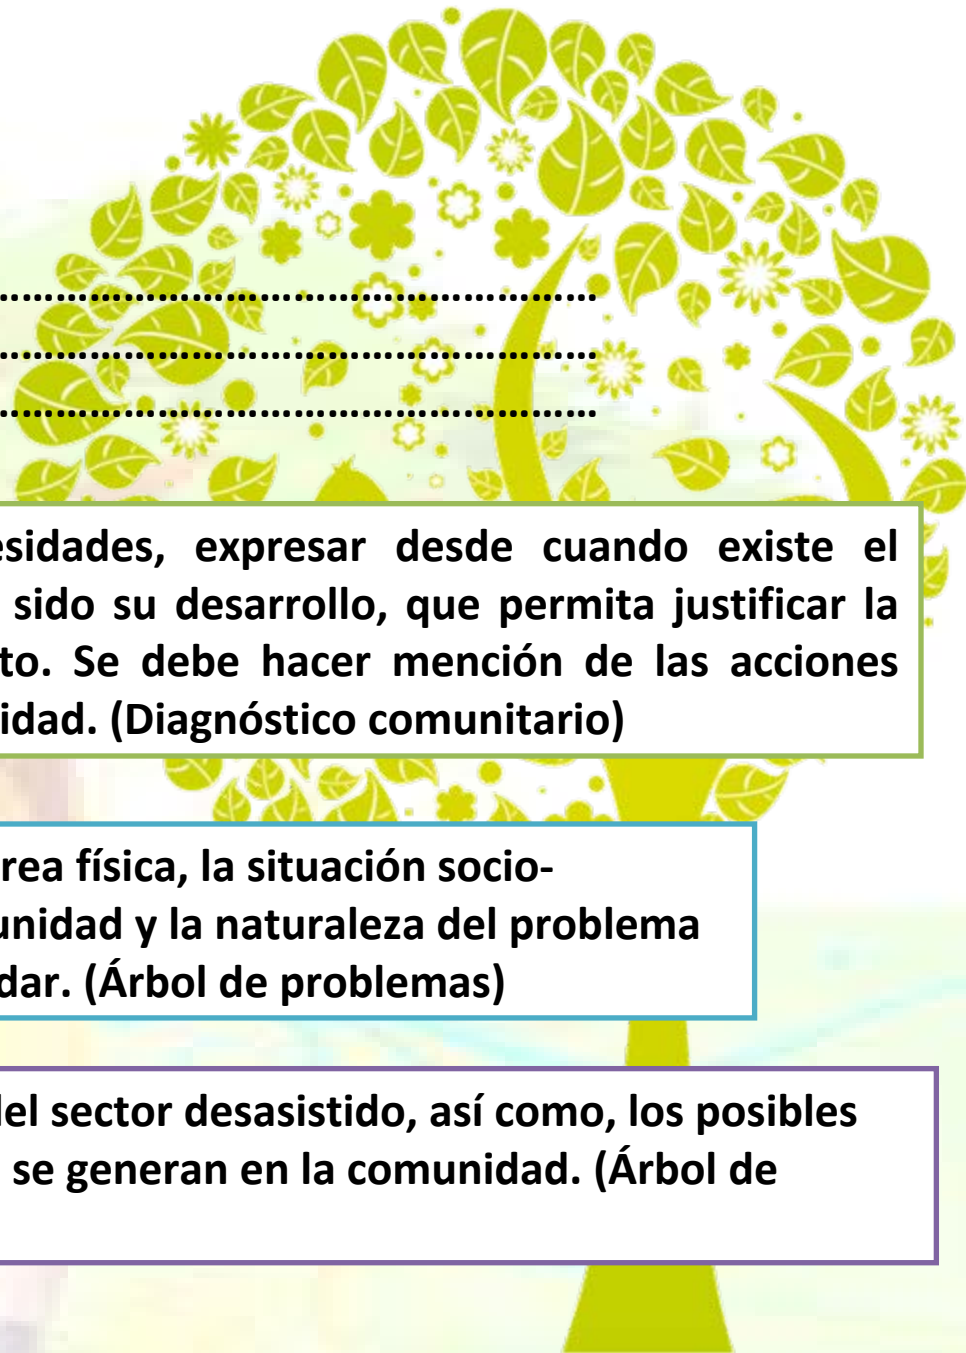 esidades, expresar desde cuando existe el
sido su desarrollo, que permita justificar la
to. Se debe hacer mención de las acciones
idad. (Diagnóstico comunitario)
rea física, la situación socio-
unidad y la naturaleza del problema
dar. (Árbol de problemas)
del sector desasistido, así como, los posibles
se generan en la comunidad. (Árbol de